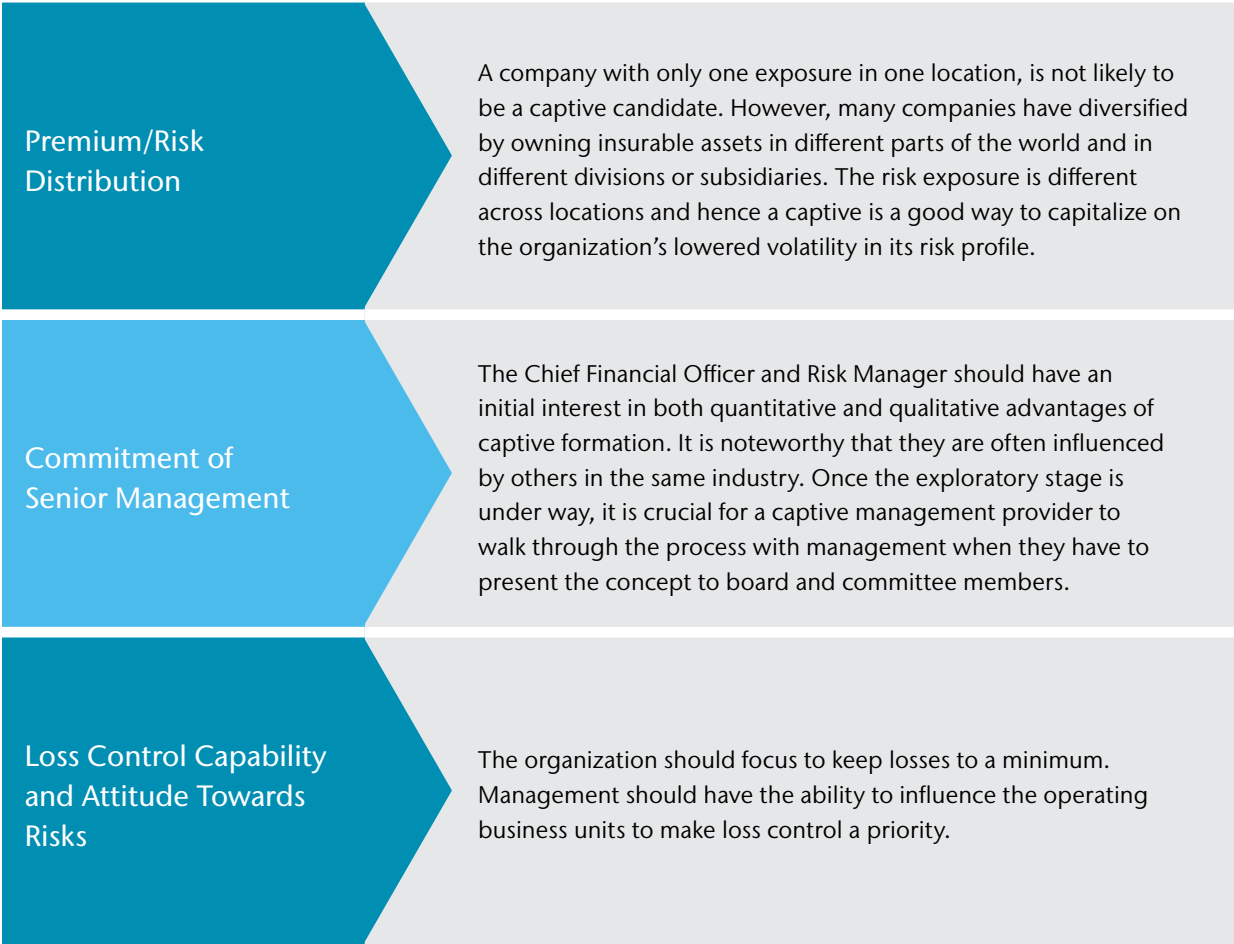 Premium/Risk
Distribution
A company with only one exposure in one location, is not likely to
be a captive candidate. However, many companies have diversified
by owning insurable assets in different parts of the world and in
different divisions or subsidiaries. The risk exposure is different
across locations and hence a captive is a good way to capitalize on
the organization’s lowered volatility in its risk profile.
Commitment of
Senior Management
The Chief Financial Officer and Risk Manager should have an
initial interest in both quantitative and qualitative advantages of
captive formation. It is noteworthy that they are often influenced
by others in the same industry. Once the exploratory stage is
under way, it is crucial for a captive management provider to
walk through the process with management when they have to
present the concept to board and committee members.
Loss Control Capability
and Attitude Towards
Risks
The organization should focus to keep losses to a minimum.
Management should have the ability to influence the operating
business units to make loss control a priority.